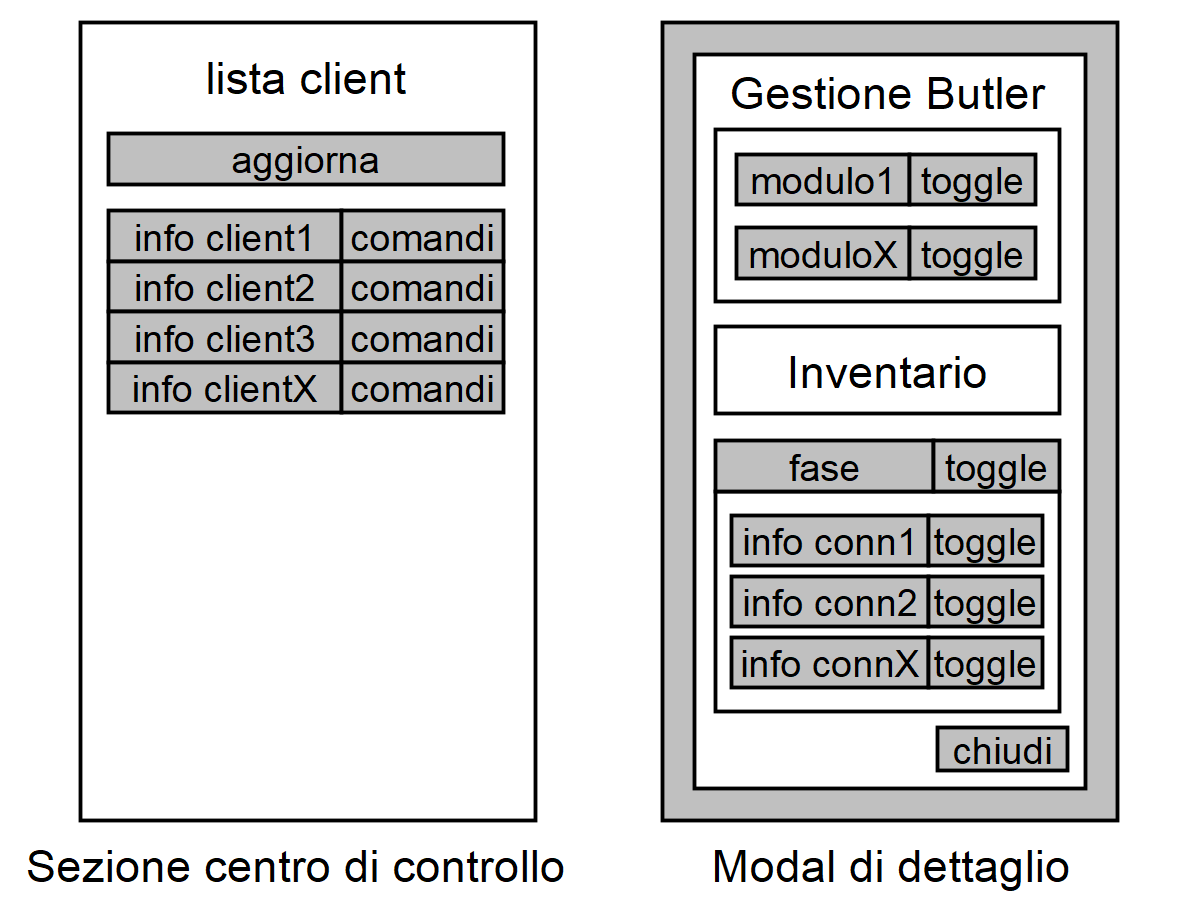 lista client
aggiorna
info client1 comandi
info client2 comandi
info client3 comandi
info clientX comandi
Sezione centro di controllo
Gestione Butler
modulo1 toggle
moduloX toggle
Inventario
fase toggle
info conn1 toggle
info conn2 toggle
info connX toggle
chiudi
Modal di dettaglio